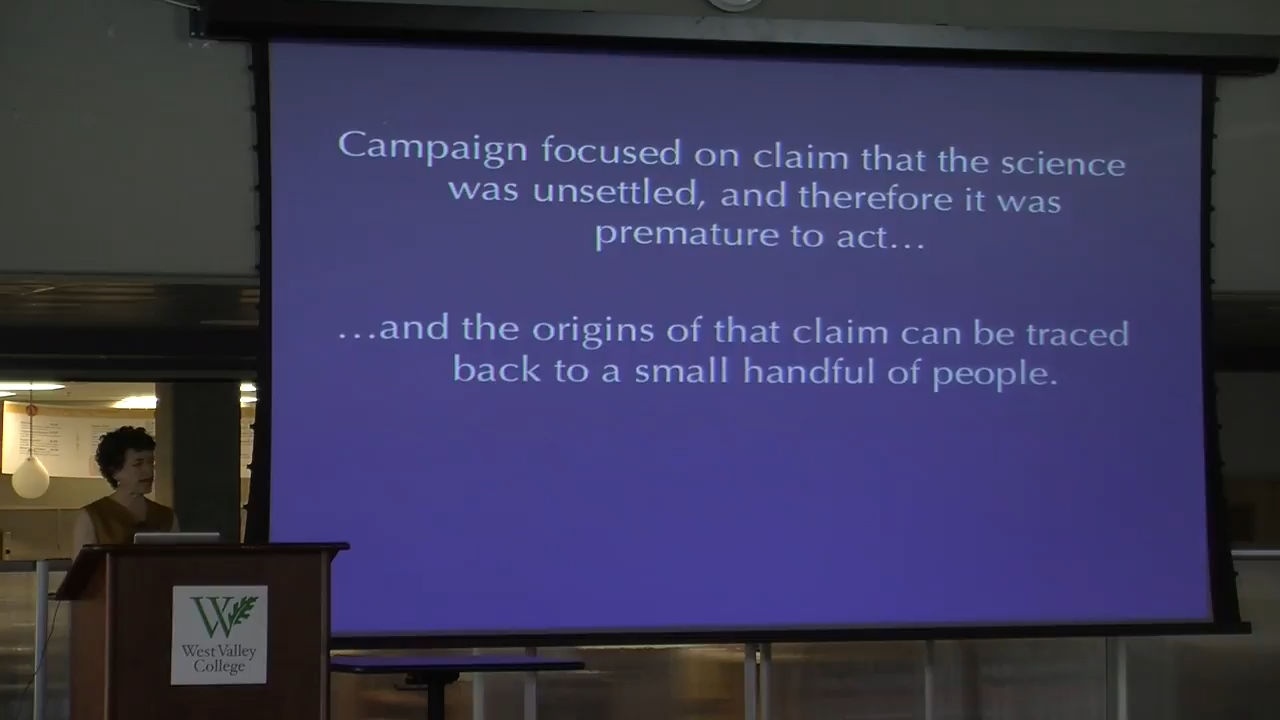 Campaign focused on claim that the science
was unsettled, and therefore it was
premature to act…
…and the origins of that claim can be traced
back to a small handful of people.
W
West Valley
College